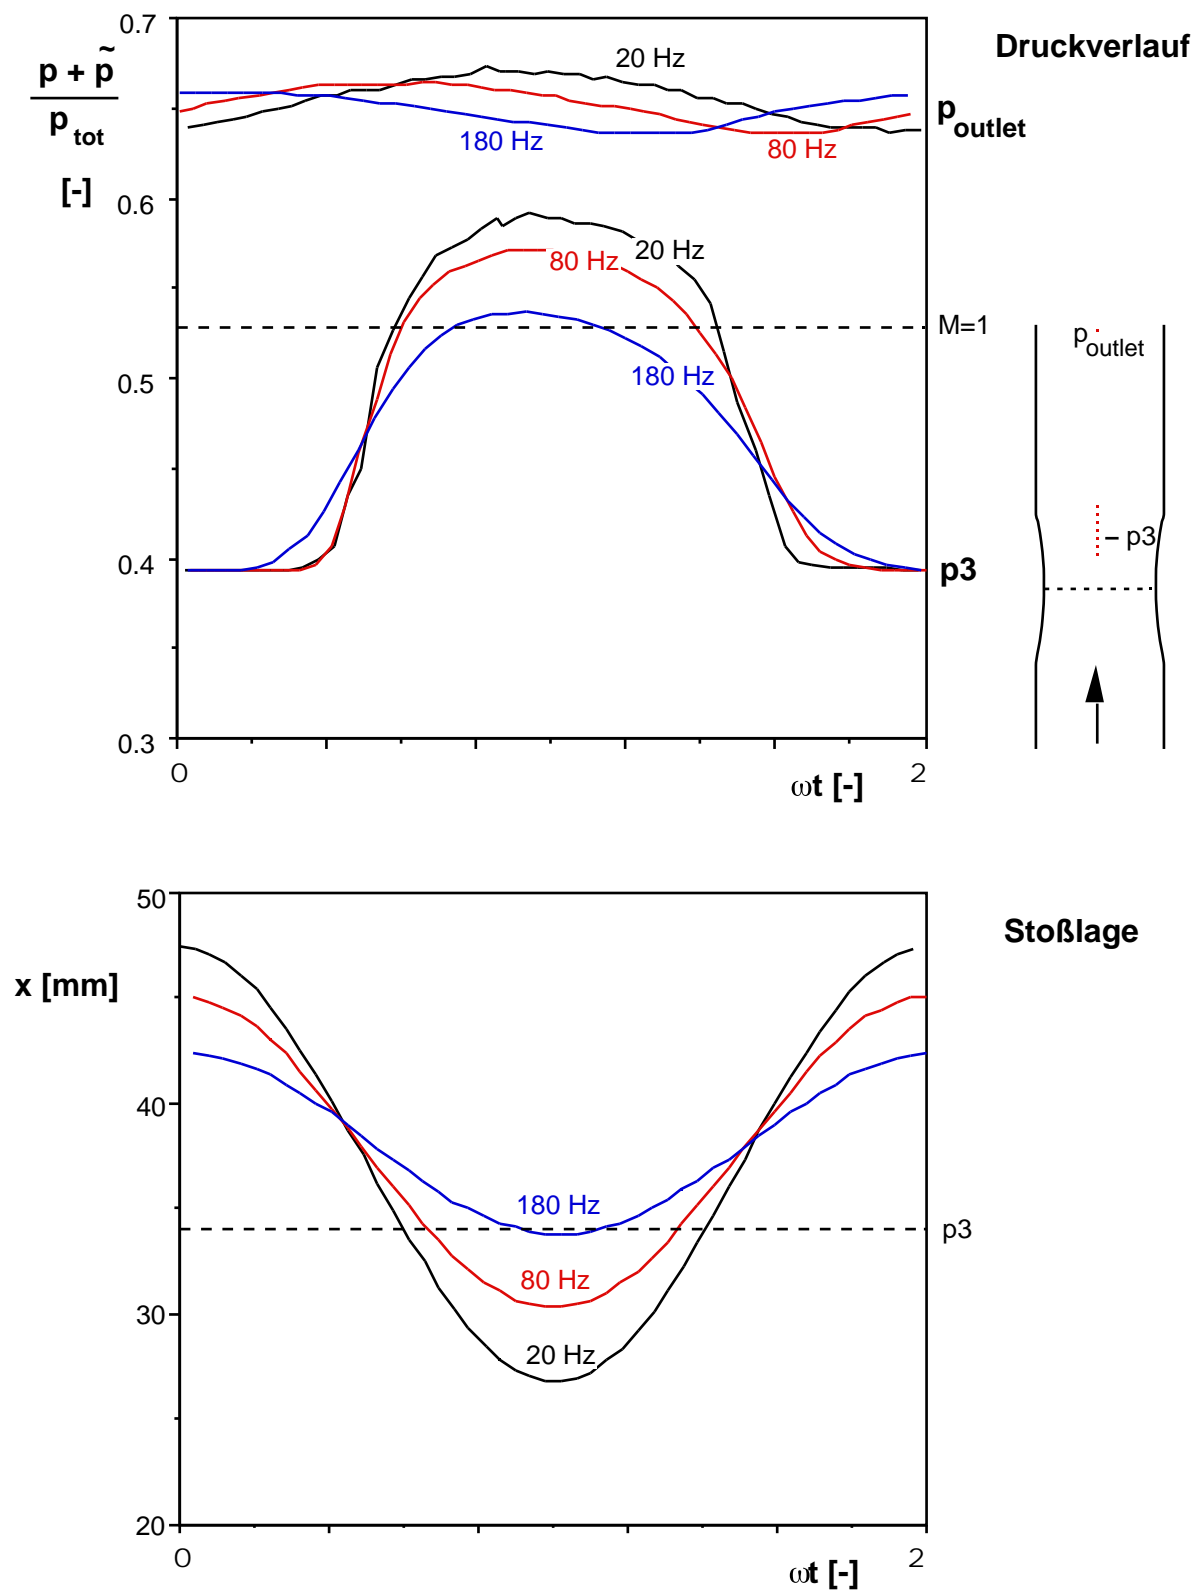 0.7
Druckverlauf
p + p̃
20 Hz
p tot
p outlet
180 Hz
80 Hz
[-]
0.6
20 Hz
80 Hz
M=1
p outlet
0.5
180 Hz
p3
0.4
p3
0.3
0
2
ωt [-]
50
Stoßlage
x [mm]
40
180 Hz
p3
80 Hz
30
20 Hz
20
0
2
ωt [-]